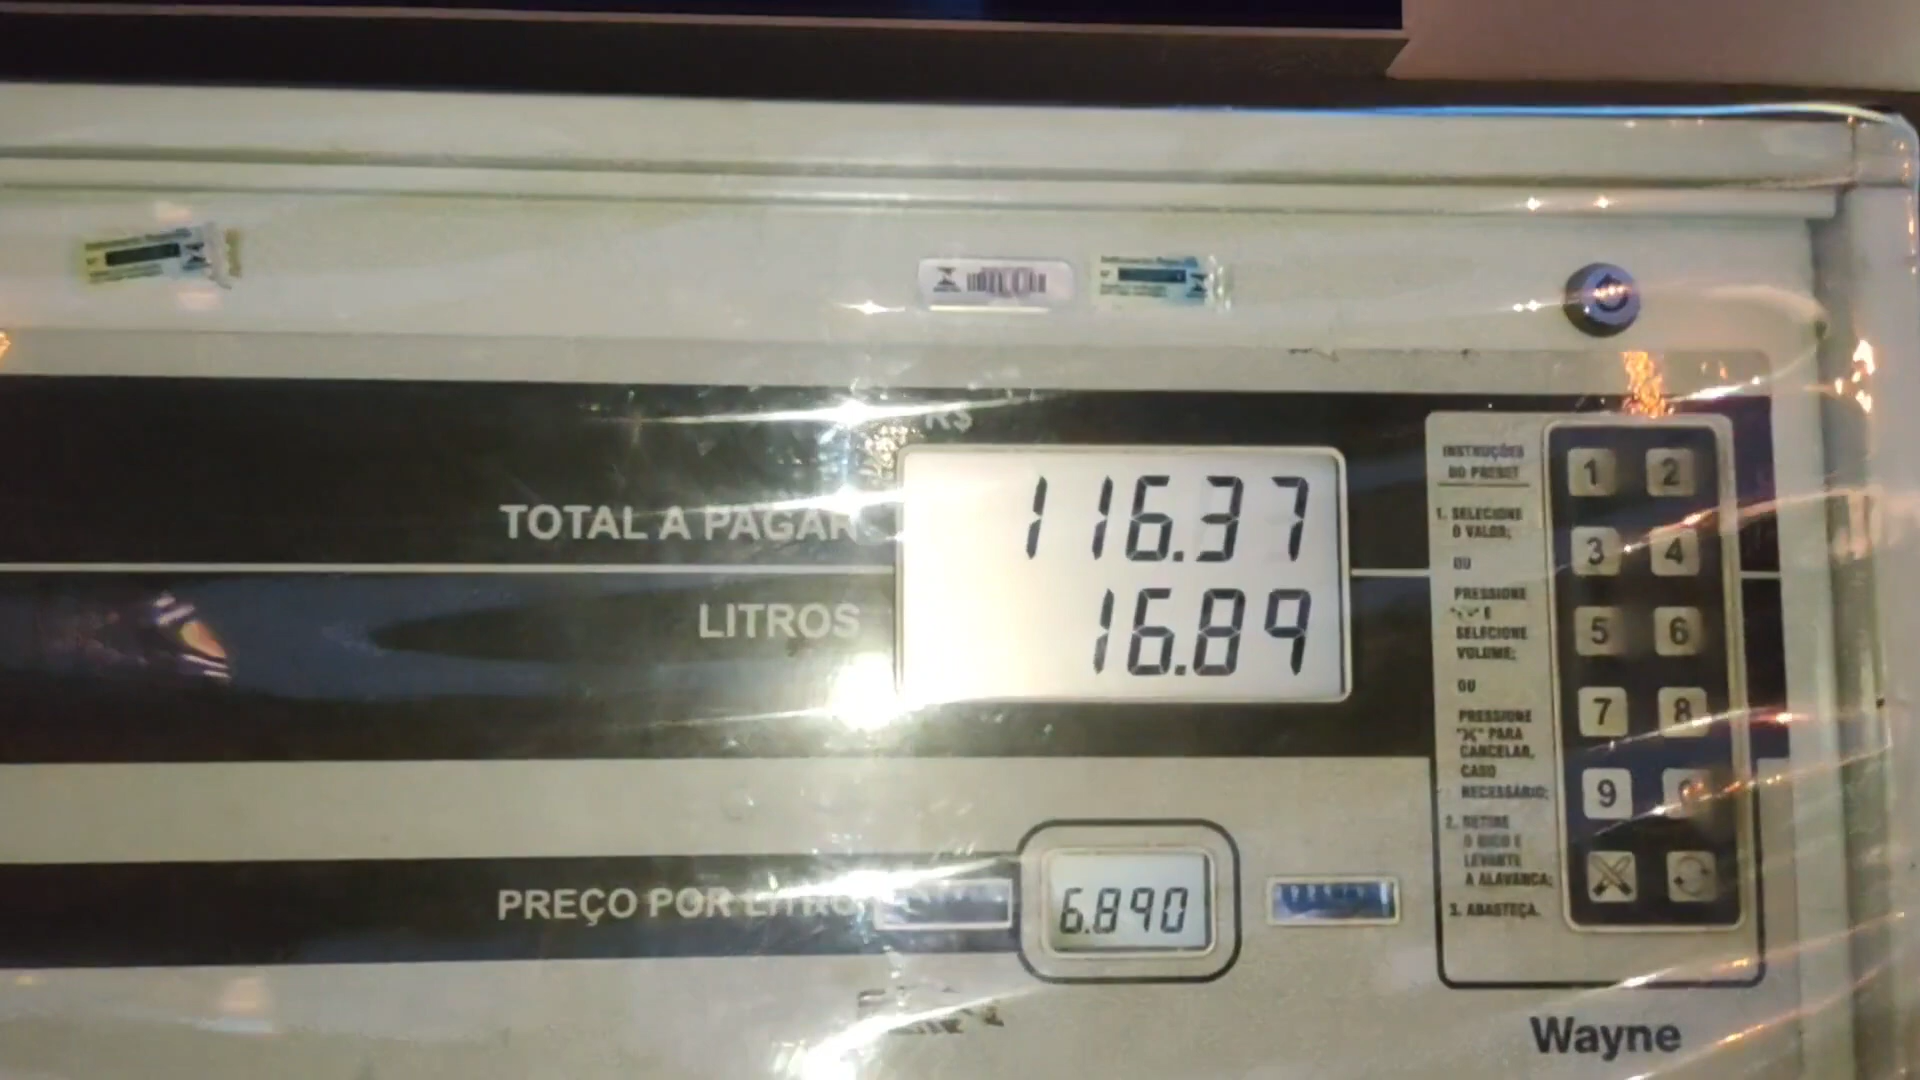 R$
TOTAL A PAGAR
116.37
LITROS
16.89
PREÇO POR LITRO
6.890
INSTRUÇÕES
DO PRESET
1. SELECIONE
O VALOR;
OU
PRESSIONE
E
SELECIONE
VOLUME;
OU
PRESSIONE
"X" PARA
CANCELAR,
CASO
NECESSÁRIO;
2. RETIRE
O BICO E
LEVANTE
A ALAVANCA;
3. ABASTEÇA.
1 2
3 4
5 6
7 8
9 0
Wayne